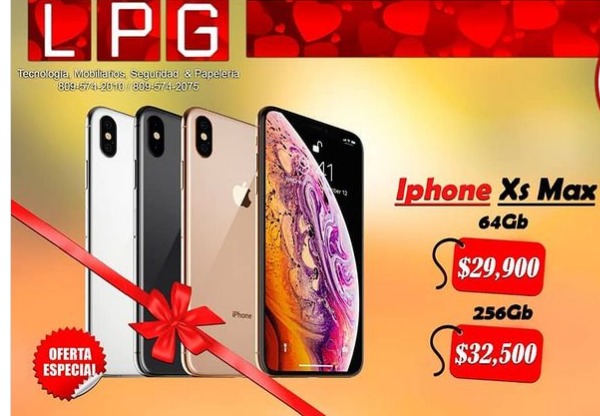 LPG
Tecnología, Mobiliarios, Seguridad & Papelería
809-574-2010 / 809-574-2075
Iphone Xs Max
64Gb
$29,900
256Gb
$32,500
iPhone
OFERTA
ESPECIAL